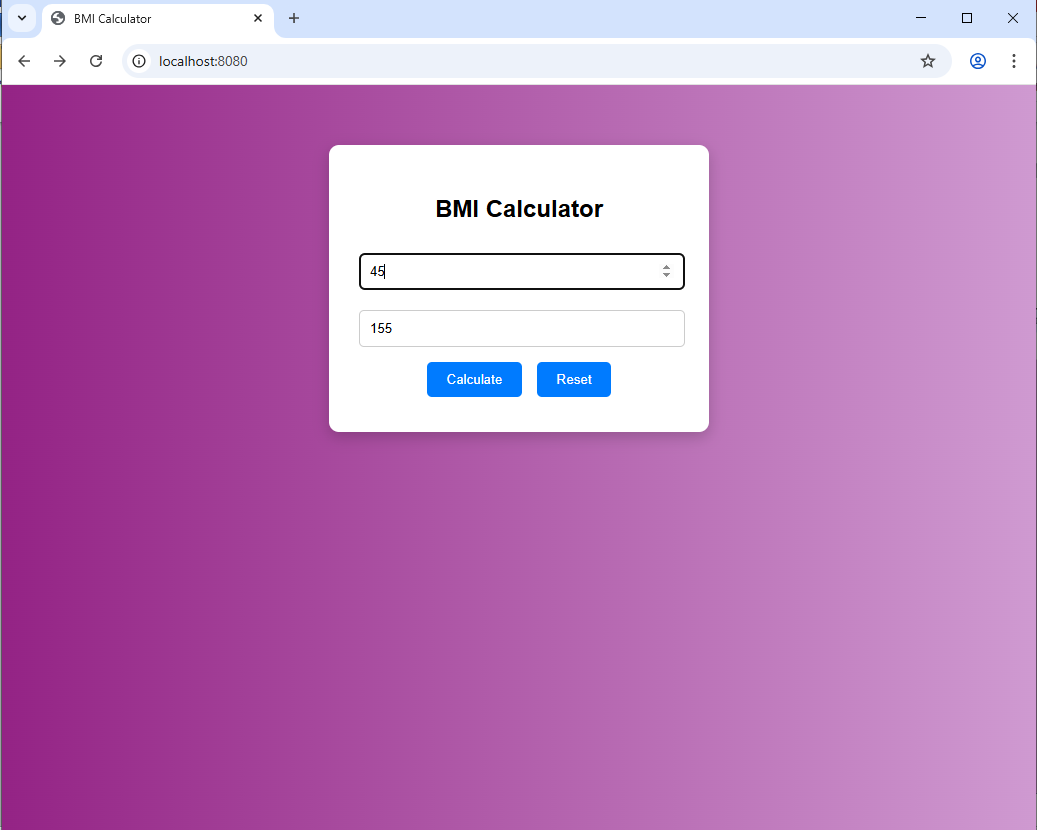 BMI Calculator
localhost:8080
BMI Calculator
45
155
Calculate Reset